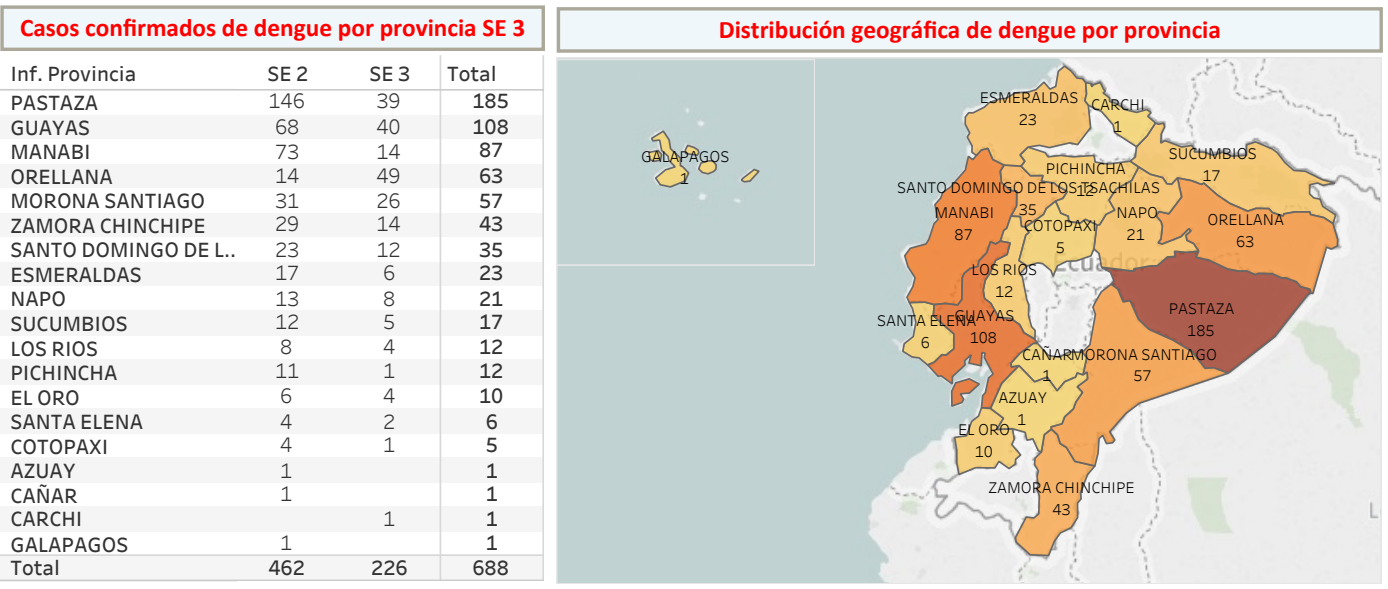 Casos confirmados de dengue por provincia SE 3
Inf. Provincia SE 2 SE 3 Total
PASTAZA 146 39 185
GUAYAS 68 40 108
MANABI 73 14 87
ORELLANA 14 49 63
MORONA SANTIAGO 31 26 57
ZAMORA CHINCHIPE 29 14 43
SANTO DOMINGO DE L.. 23 12 35
ESMERALDAS 17 6 23
NAPO 13 8 21
SUCUMBIOS 12 5 17
LOS RIOS 8 4 12
PICHINCHA 11 1 12
EL ORO 6 4 10
SANTA ELENA 4 2 6
COTOPAXI 4 1 5
AZUAY 1 1
CAÑAR 1 1
CARCHI 1 1
GALAPAGOS 1 1
Total 462 226 688
Distribución geográfica de dengue por provincia
ESMERALDAS
23
CARCHI
1
GALAPAGOS
1
SUCUMBIOS
17
PICHINCHA
12
SANTO DOMINGO DE LOS TSACHILAS
35
MANABI
87
NAPO
21
ORELLANA
63
COTOPAXI
5
Ecuador
LOS RIOS
12
PASTAZA
185
SANTA ELENA
6
GUAYAS
108
CAÑAR
1
MORONA SANTIAGO
57
AZUAY
1
EL ORO
10
ZAMORA CHINCHIPE
43
L